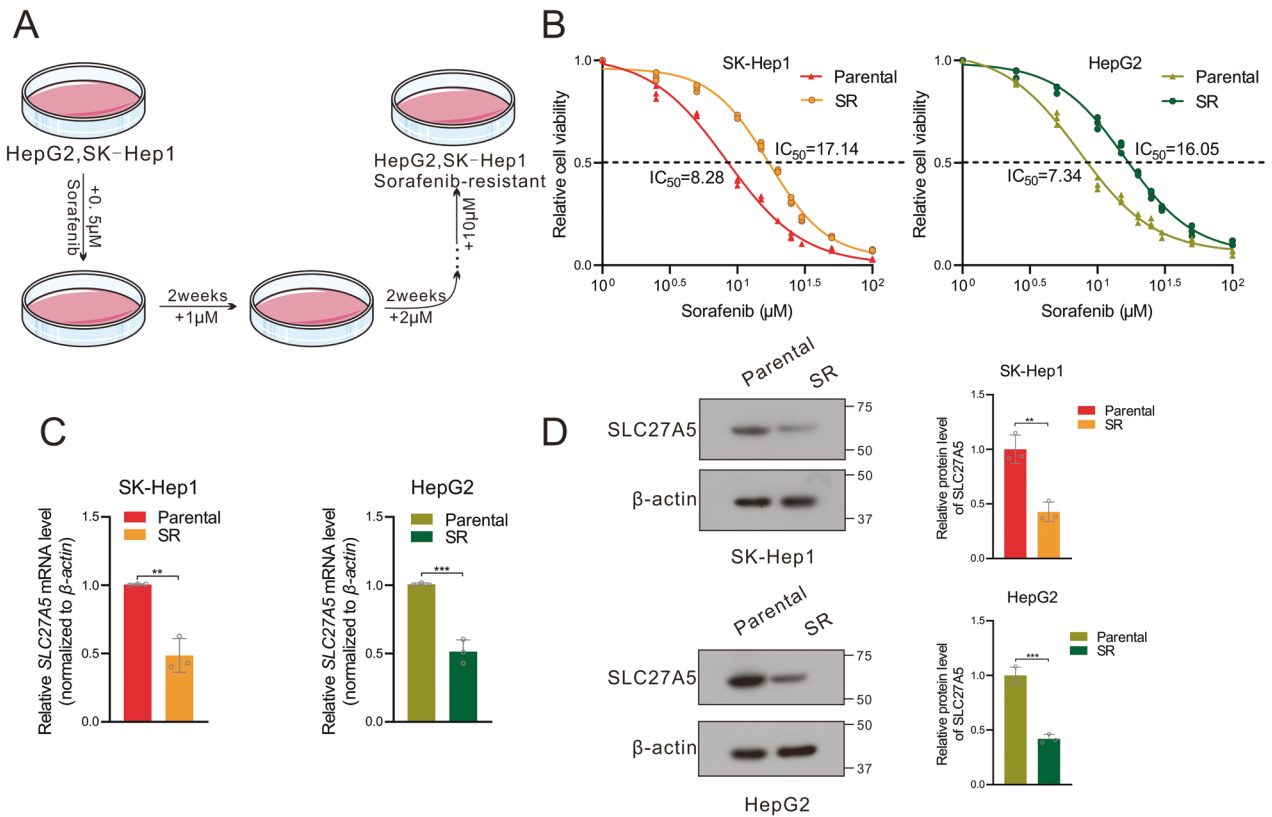 A
HepG2,SK-Hep1
+0.5μM
Sorafenib
2weeks
+1μM
2weeks
+2μM
+10μM
HepG2,SK-Hep1
Sorafenib-resistant
B
SK-Hep1
Parental
SR
Relative cell viability
1.0
0.5
0.0
IC50=17.14
IC50=8.28
10^0
10^0.5
10^1
10^1.5
10^2
Sorafenib (μM)
HepG2
Parental
SR
Relative cell viability
1.0
0.5
0.0
IC50=16.05
IC50=7.34
10^0
10^0.5
10^1
10^1.5
10^2
Sorafenib (μM)
C
SK-Hep1
Parental
SR
Relative SLC27A5 mRNA level
(normalized to β-actin)
1.5
1.0
0.5
0.0
**
HepG2
Parental
SR
Relative SLC27A5 mRNA level
(normalized to β-actin)
1.5
1.0
0.5
0.0
***
D
Parental
SR
SLC27A5
75
50
β-actin
50
37
SK-Hep1
SK-Hep1
Parental
SR
Relative protein level
of SLC27A5
1.5
1.0
0.5
0.0
**
Parental
SR
SLC27A5
75
50
β-actin
50
37
HepG2
HepG2
Parental
SR
Relative protein level
of SLC27A5
1.5
1.0
0.5
0.0
***